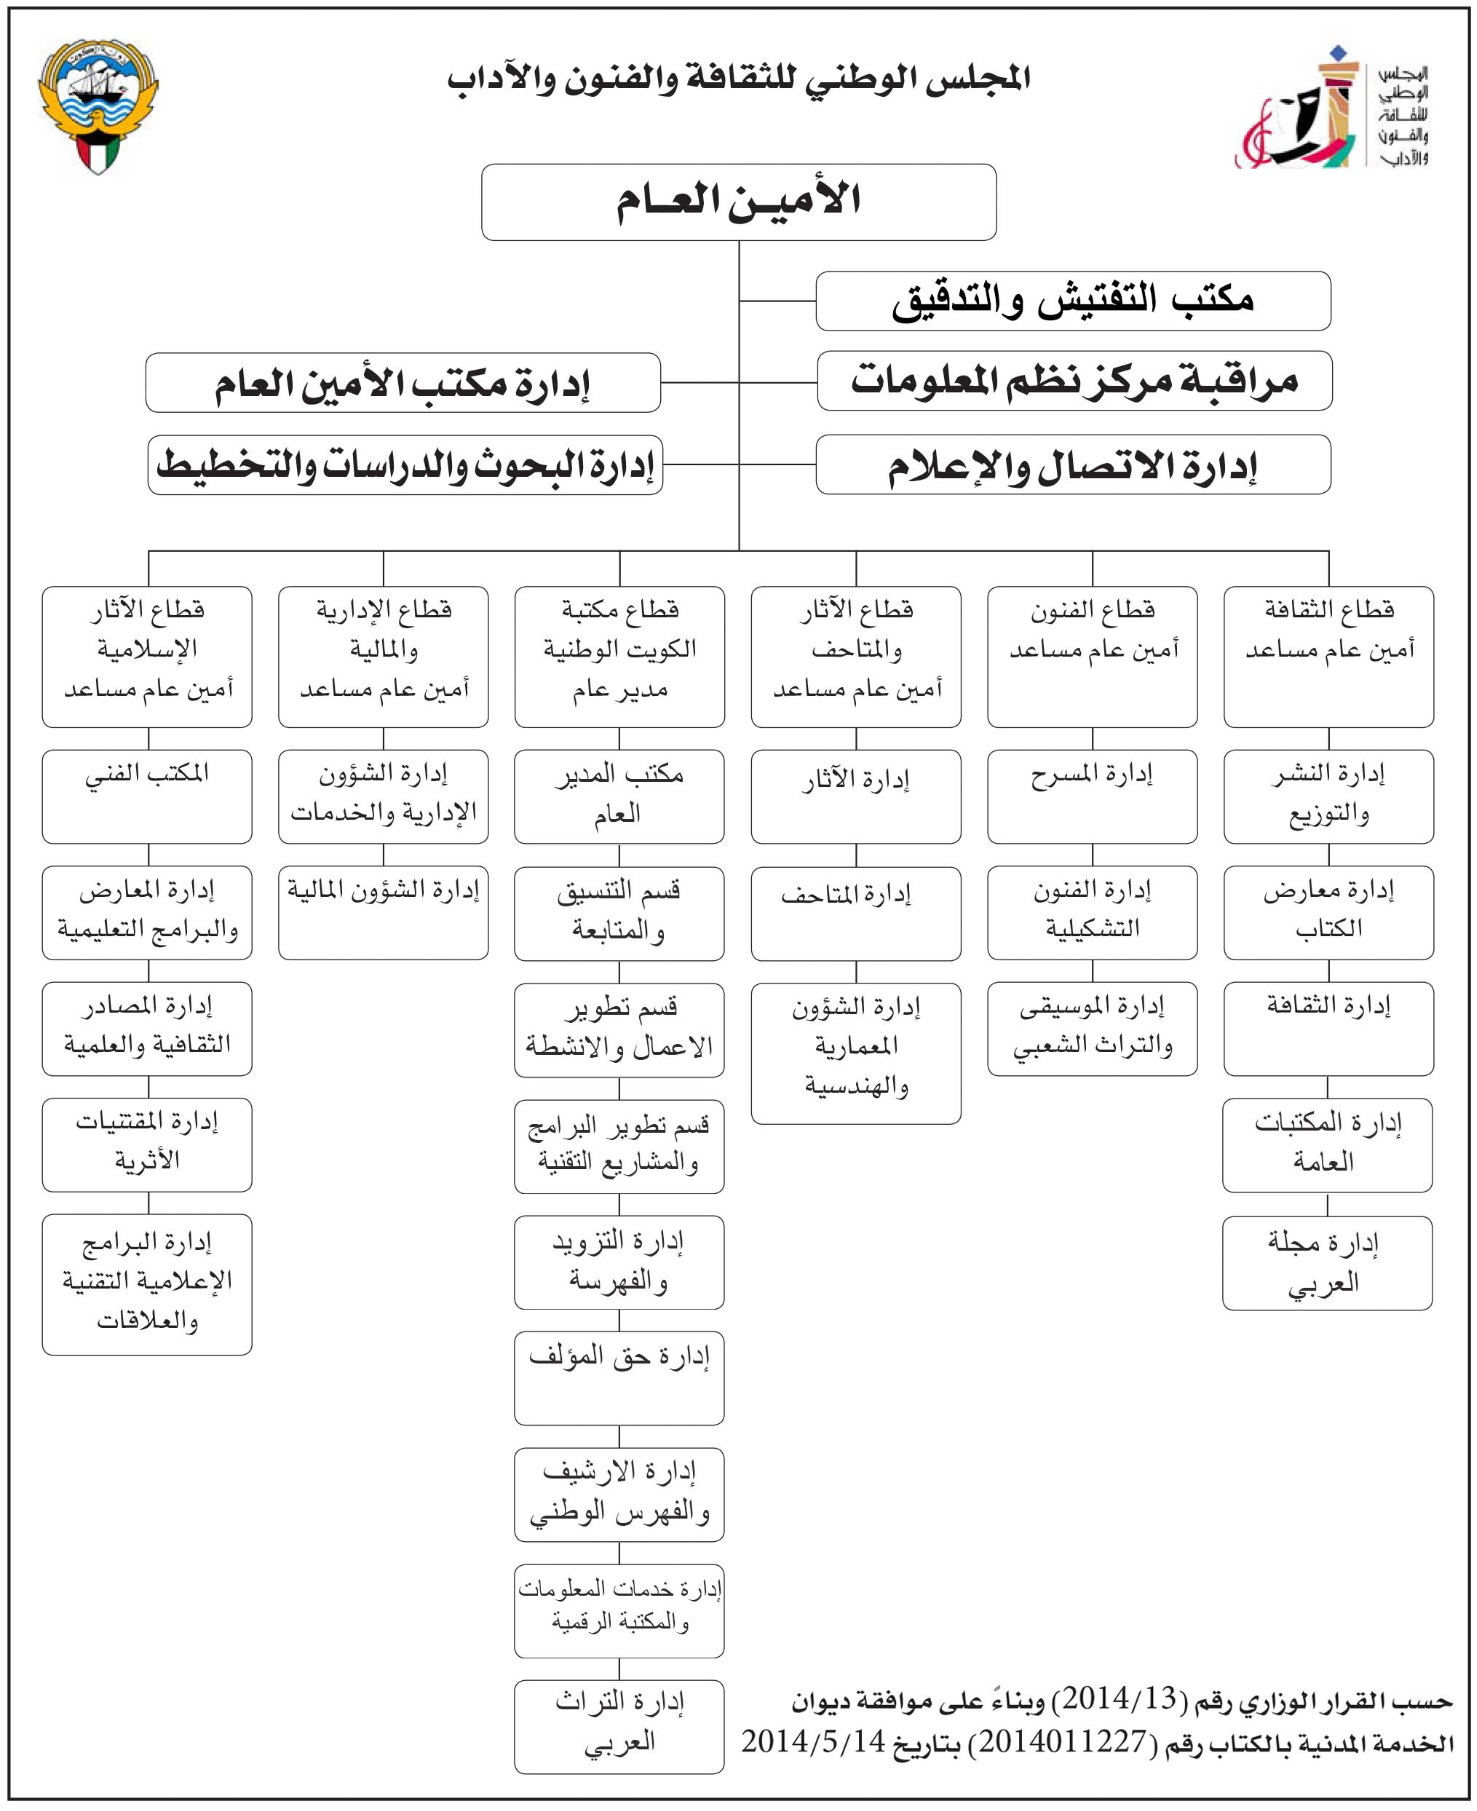 المجلس الوطني للثقافة والفنون والآداب
المجلس
الوطني
للثقافة
والفنون
والآداب
دولة الكويت
الأمين العام
مكتب التفتيش والتدقيق
مراقبة مركز نظم المعلومات
إدارة مكتب الأمين العام
إدارة الاتصال والإعلام
إدارة البحوث والدراسات والتخطيط
قطاع الثقافة
أمين عام مساعد
إدارة النشر
والتوزيع
إدارة معارض
الكتاب
إدارة الثقافة
إدارة المكتبات
العامة
إدارة مجلة
العربي
قطاع الفنون
أمين عام مساعد
إدارة المسرح
إدارة الفنون
التشكيلية
إدارة الموسيقى
والتراث الشعبي
قطاع الآثار
والمتاحف
أمين عام مساعد
إدارة الآثار
إدارة المتاحف
إدارة الشؤون
المعمارية
والهندسية
قطاع مكتبة
الكويت الوطنية
مدير عام
مكتب المدير
العام
قسم التنسيق
والمتابعة
قسم تطوير
الاعمال والانشطة
قسم تطوير البرامج
والمشاريع التقنية
إدارة التزويد
والفهرسة
إدارة حق المؤلف
إدارة الارشيف
والفهرس الوطني
إدارة خدمات المعلومات
والمكتبة الرقمية
إدارة التراث
العربي
قطاع الإدارية
والمالية
أمين عام مساعد
إدارة الشؤون
الإدارية والخدمات
إدارة الشؤون المالية
قطاع الآثار
الإسلامية
أمين عام مساعد
المكتب الفني
إدارة المعارض
والبرامج التعليمية
إدارة المصادر
الثقافية والعلمية
إدارة المقتنيات
الأثرية
إدارة البرامج
الإعلامية التقنية
والعلاقات
حسب القرار الوزاري رقم (2014/13) وبناءً على موافقة ديوان
الخدمة المدنية بالكتاب رقم (2014011227) بتاريخ 2014/5/14